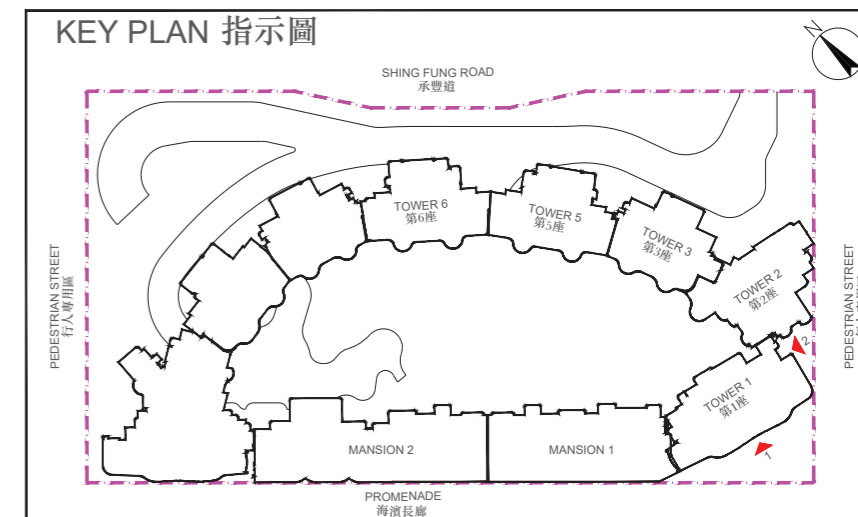 KEY PLAN 指示圖
N
SHING FUNG ROAD
承豐道
PEDESTRIAN STREET
行人專用區
TOWER 6
第6座
TOWER 5
第5座
TOWER 3
第3座
TOWER 2
第2座
PEDESTRIAN STREET
2
TOWER 1
第1座
1
MANSION 2
MANSION 1
PROMENADE
海濱長廊